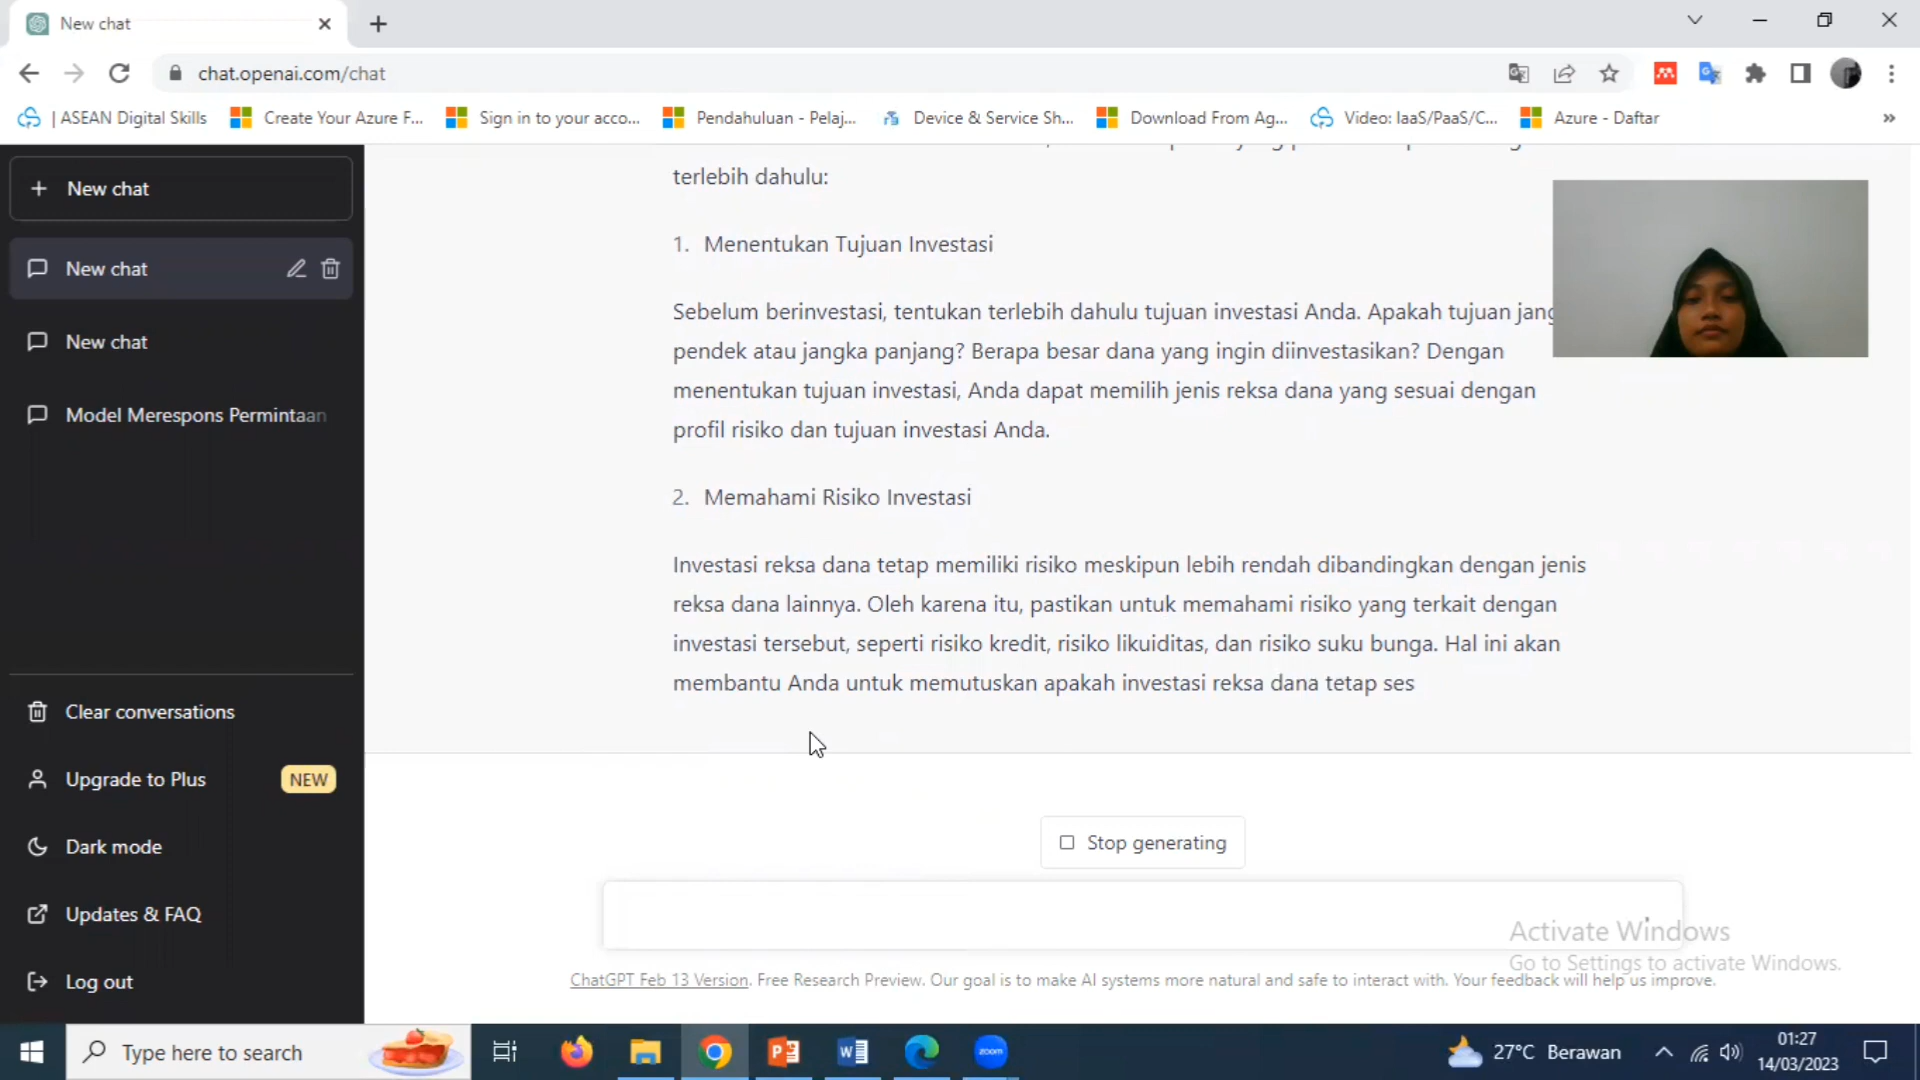 New chat
chat.openai.com/chat
| ASEAN Digital Skills
Create Your Azure F...
Sign in to your acco...
Pendahuluan - Pelaj...
Device & Service Sh...
Download From Ag...
Video: IaaS/PaaS/C...
Azure - Daftar
»
+ New chat
New chat
New chat
Model Merespons Permintaan
Clear conversations
Upgrade to Plus NEW
Dark mode
Updates & FAQ
Log out
terlebih dahulu:
1. Menentukan Tujuan Investasi
Sebelum berinvestasi, tentukan terlebih dahulu tujuan investasi Anda. Apakah tujuan jang
pendek atau jangka panjang? Berapa besar dana yang ingin diinvestasikan? Dengan
menentukan tujuan investasi, Anda dapat memilih jenis reksa dana yang sesuai dengan
profil risiko dan tujuan investasi Anda.
2. Memahami Risiko Investasi
Investasi reksa dana tetap memiliki risiko meskipun lebih rendah dibandingkan dengan jenis
reksa dana lainnya. Oleh karena itu, pastikan untuk memahami risiko yang terkait dengan
investasi tersebut, seperti risiko kredit, risiko likuiditas, dan risiko suku bunga. Hal ini akan
membantu Anda untuk memutuskan apakah investasi reksa dana tetap ses
Stop generating
Activate Windows
Go to Settings to activate Windows.
ChatGPT Feb 13 Version. Free Research Preview. Our goal is to make AI systems more natural and safe to interact with. Your feedback will help us improve.
Type here to search
zoom
27°C Berawan
01:27
14/03/2023